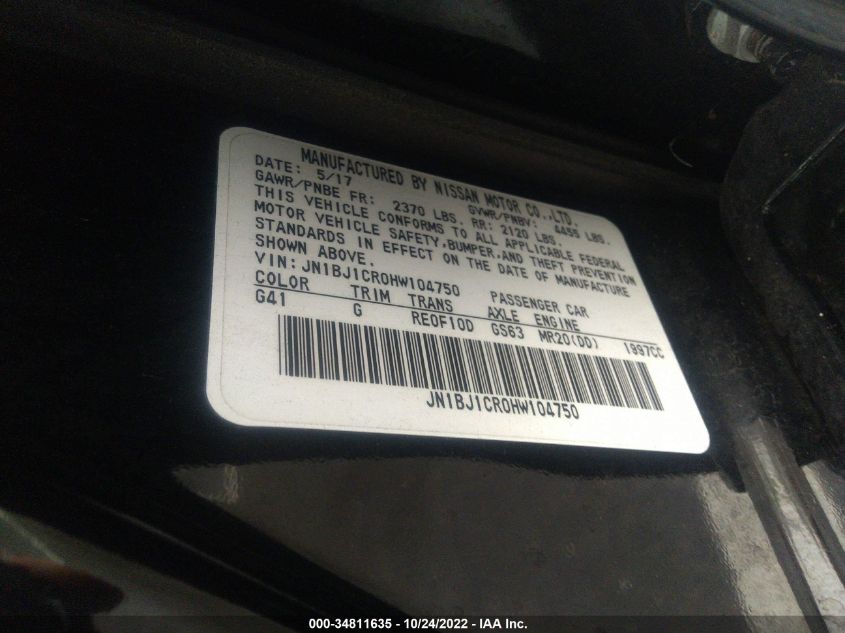 MANUFACTURED BY NISSAN MOTOR CO.,LTD.
DATE: 5/17 GVWR/PNBV: 4455 LBS.
GAWR/PNBE FR: 2370 LBS. RR: 2120 LBS.
THIS VEHICLE CONFORMS TO ALL APPLICABLE FEDERAL
MOTOR VEHICLE SAFETY,BUMPER,AND THEFT PREVENTION
STANDARDS IN EFFECT ON THE DATE OF MANUFACTURE
SHOWN ABOVE.
VIN: JN1BJ1CR0HW104750 PASSENGER CAR
COLOR TRIM TRANS AXLE ENGINE
G41 G RE0F10D GS63 MR20(DD) 1997CC
JN1BJ1CR0HW104750
000-34811635 - 10/24/2022 - IAA Inc.